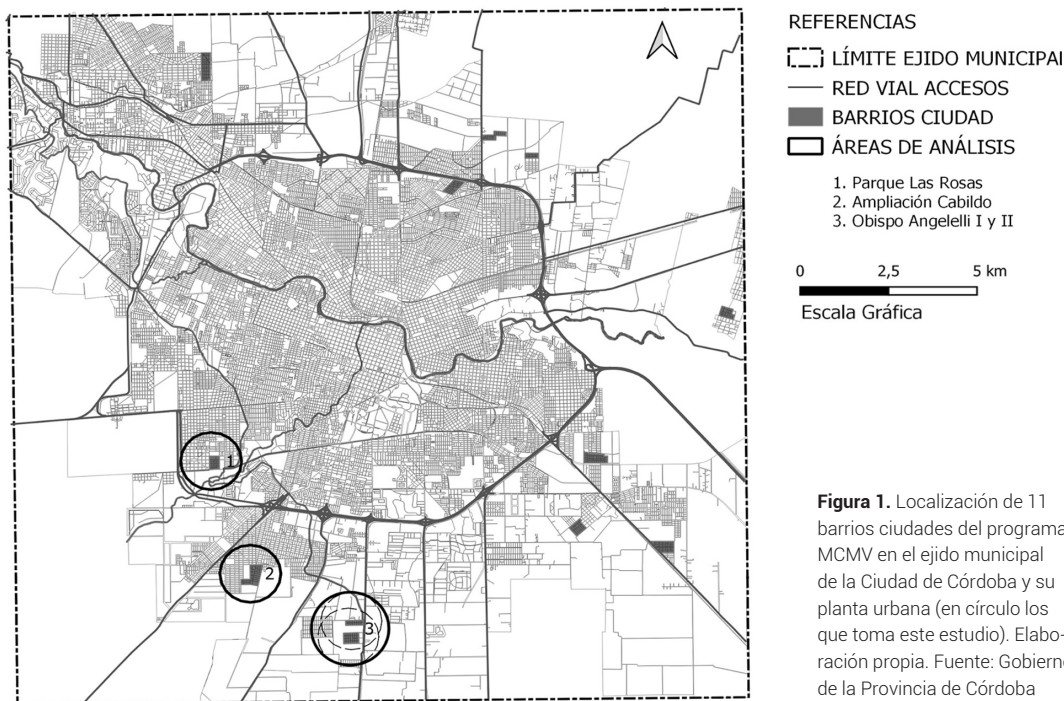 REFERENCIAS
LÍMITE EJIDO MUNICIPAL
RED VIAL ACCESOS
BARRIOS CIUDAD
ÁREAS DE ANÁLISIS
1. Parque Las Rosas
2. Ampliación Cabildo
3. Obispo Angelelli I y II
0 2,5 5 km
Escala Gráfica
1
2
3
Figura 1. Localización de 11
barrios ciudades del programa
MCMV en el ejido municipal
de la Ciudad de Córdoba y su
planta urbana (en círculo los
que toma este estudio). Elabo-
ración propia. Fuente: Gobierno
de la Provincia de Córdoba